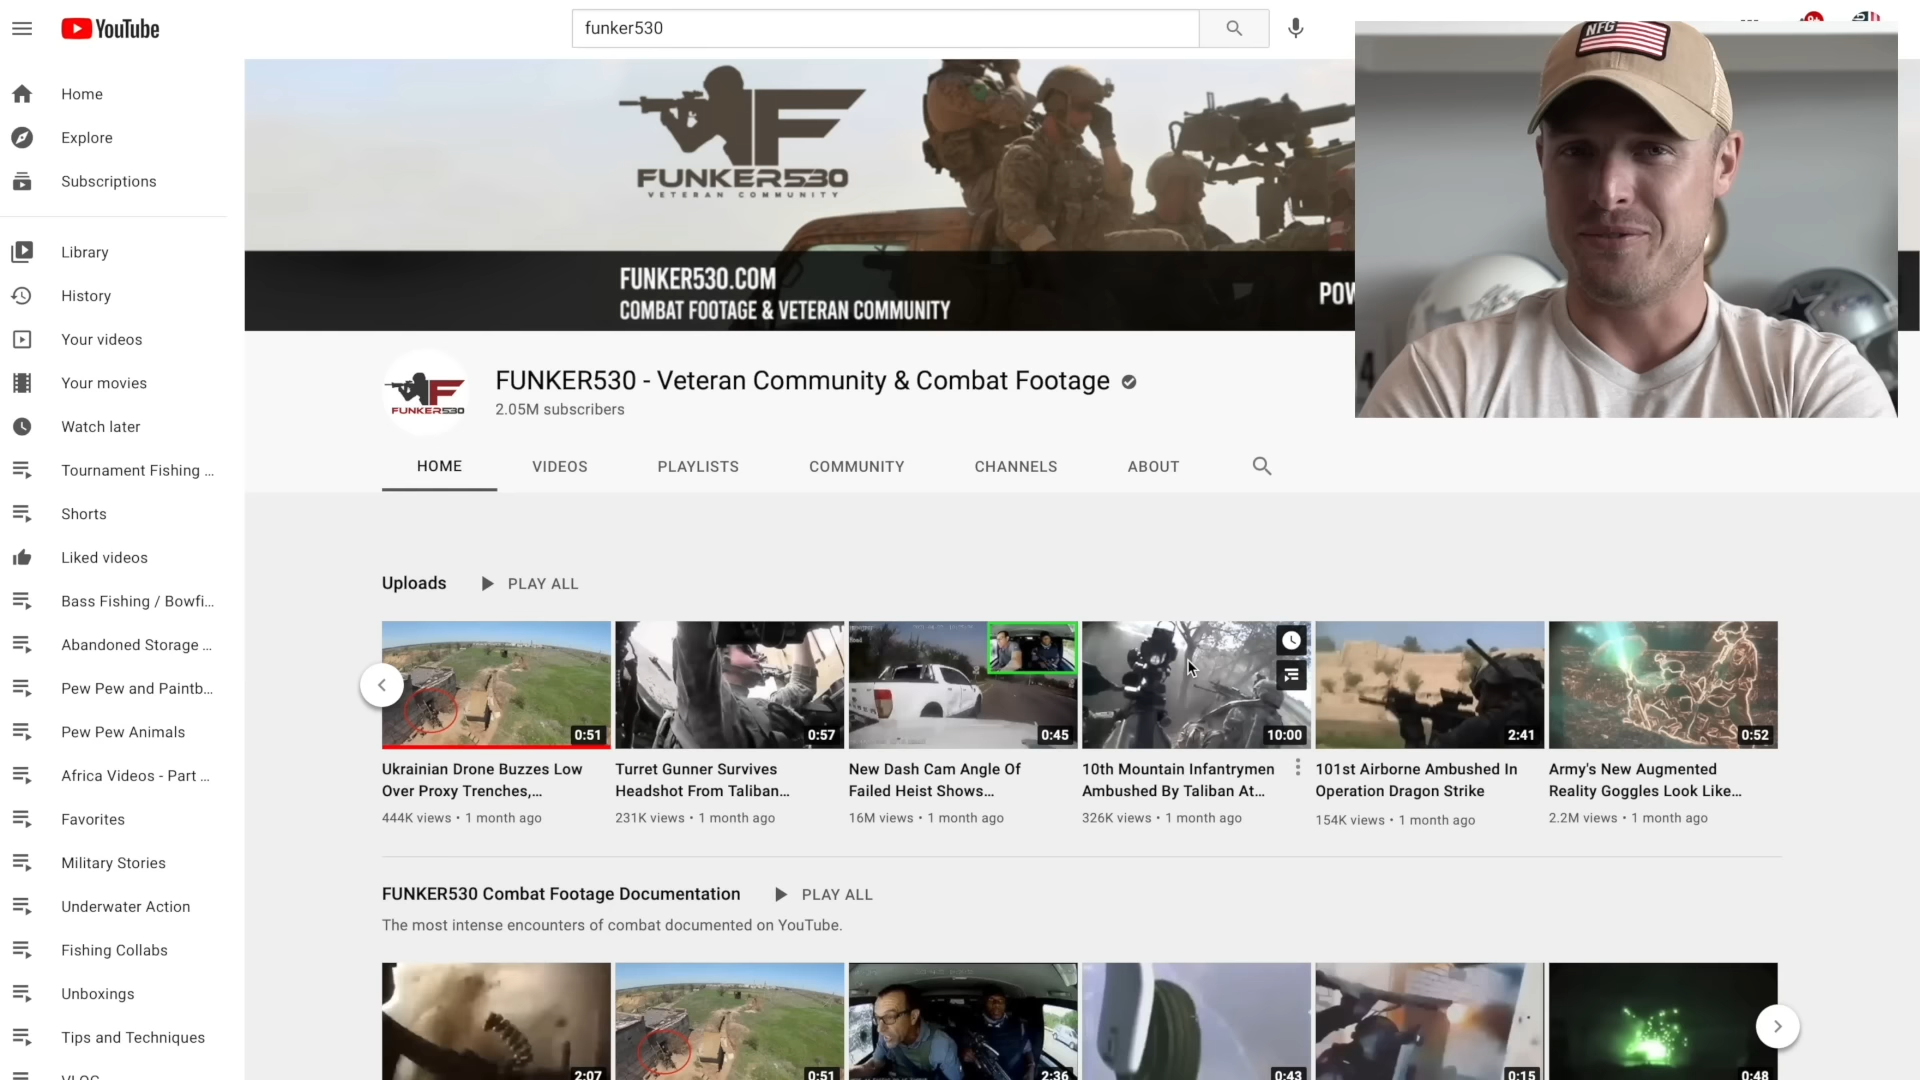 YouTube
funker530
9+
NFG
Home
Explore
Subscriptions
Library
History
Your videos
Your movies
Watch later
Tournament Fishing ...
Shorts
Liked videos
Bass Fishing / Bowfi...
Abandoned Storage ...
Pew Pew and Paintb...
Pew Pew Animals
Africa Videos - Part ...
Favorites
Military Stories
Underwater Action
Fishing Collabs
Unboxings
Tips and Techniques
VLOG
FUNKER530
VETERAN COMMUNITY
FUNKER530.COM
COMBAT FOOTAGE & VETERAN COMMUNITY
POW
FUNKER530
FUNKER530 - Veteran Community & Combat Footage
2.05M subscribers
HOME
VIDEOS
PLAYLISTS
COMMUNITY
CHANNELS
ABOUT
Uploads
PLAY ALL
0:51
0:57
0:45
10:00
2:41
0:52
Ukrainian Drone Buzzes Low
Over Proxy Trenches,...
444K views • 1 month ago
Turret Gunner Survives
Headshot From Taliban...
231K views • 1 month ago
New Dash Cam Angle Of
Failed Heist Shows...
16M views • 1 month ago
10th Mountain Infantrymen
Ambushed By Taliban At...
326K views • 1 month ago
101st Airborne Ambushed In
Operation Dragon Strike
154K views • 1 month ago
Army's New Augmented
Reality Goggles Look Like...
2.2M views • 1 month ago
FUNKER530 Combat Footage Documentation
PLAY ALL
The most intense encounters of combat documented on YouTube.
2:07
0:51
2:36
0:43
0:15
0:48